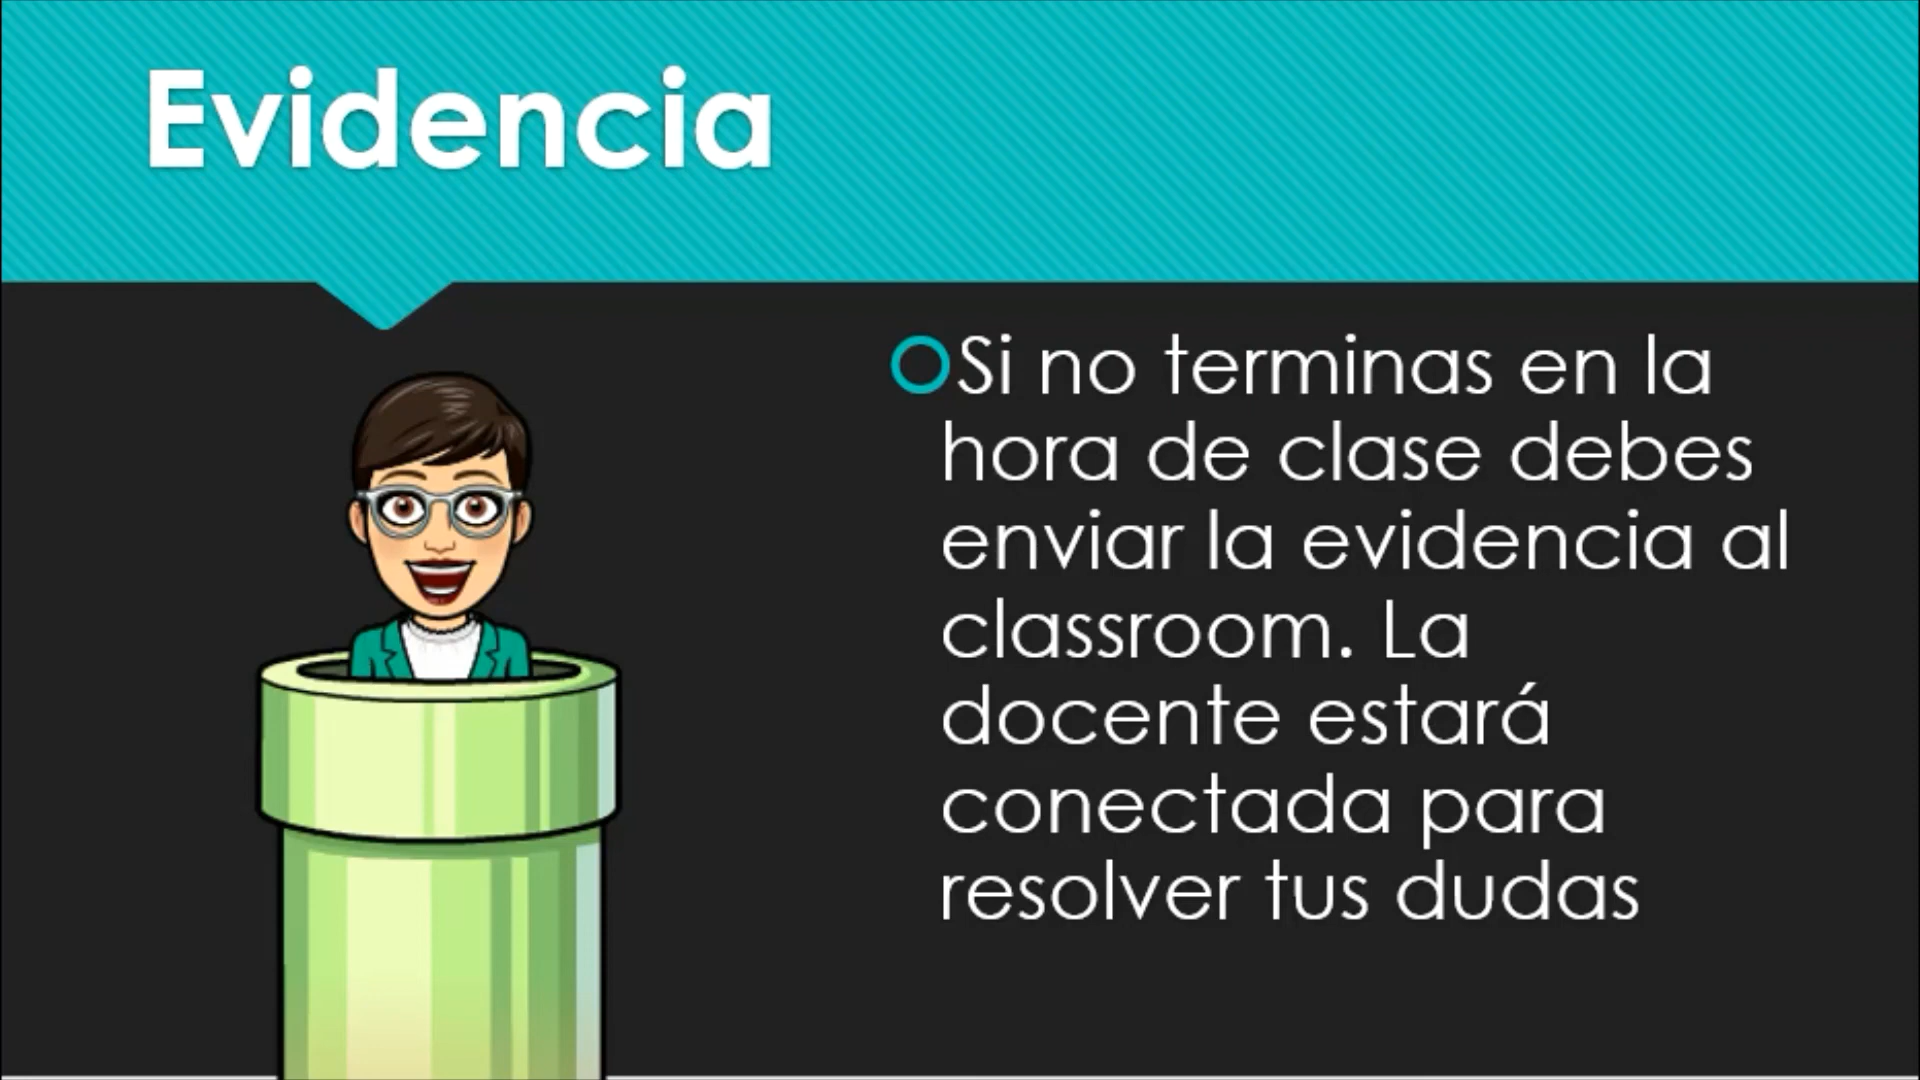 Evidencia
Si no terminas en la
hora de clase debes
enviar la evidencia al
classroom. La
docente estará
conectada para
resolver tus dudas